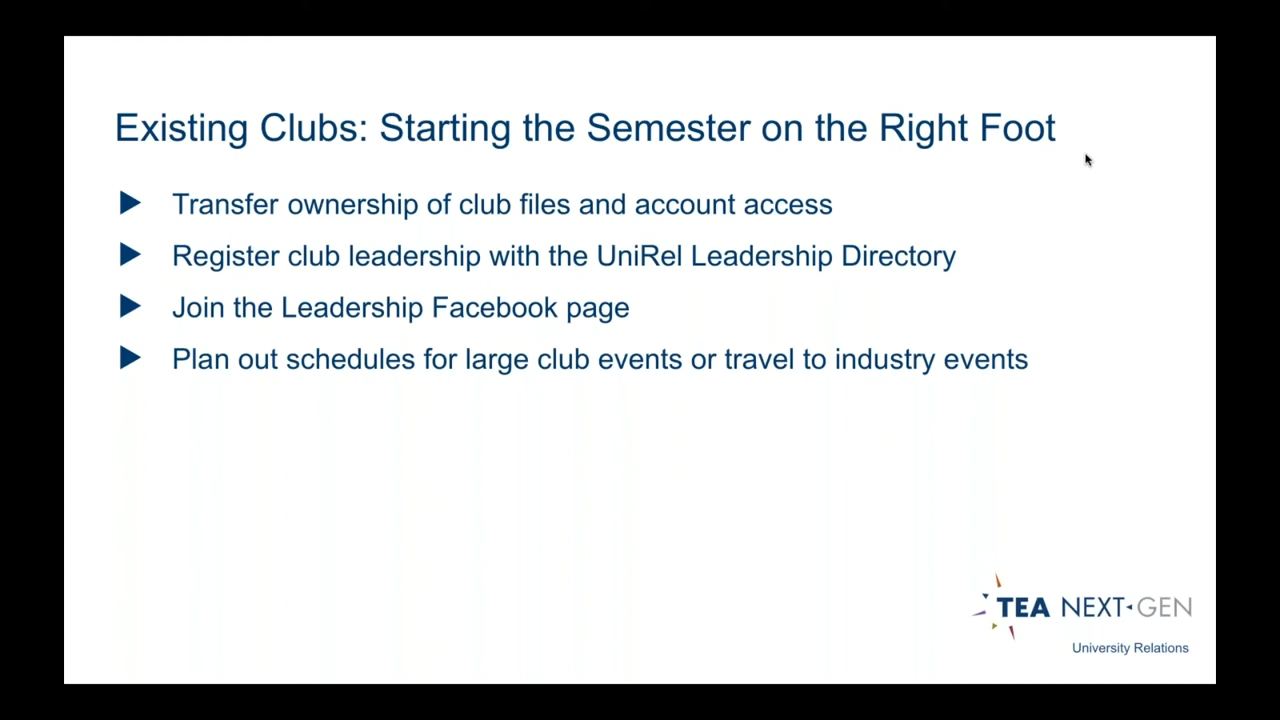 Existing Clubs: Starting the Semester on the Right Foot
Transfer ownership of club files and account access
Register club leadership with the UniRel Leadership Directory
Join the Leadership Facebook page
Plan out schedules for large club events or travel to industry events
TEA NEXT GEN
University Relations